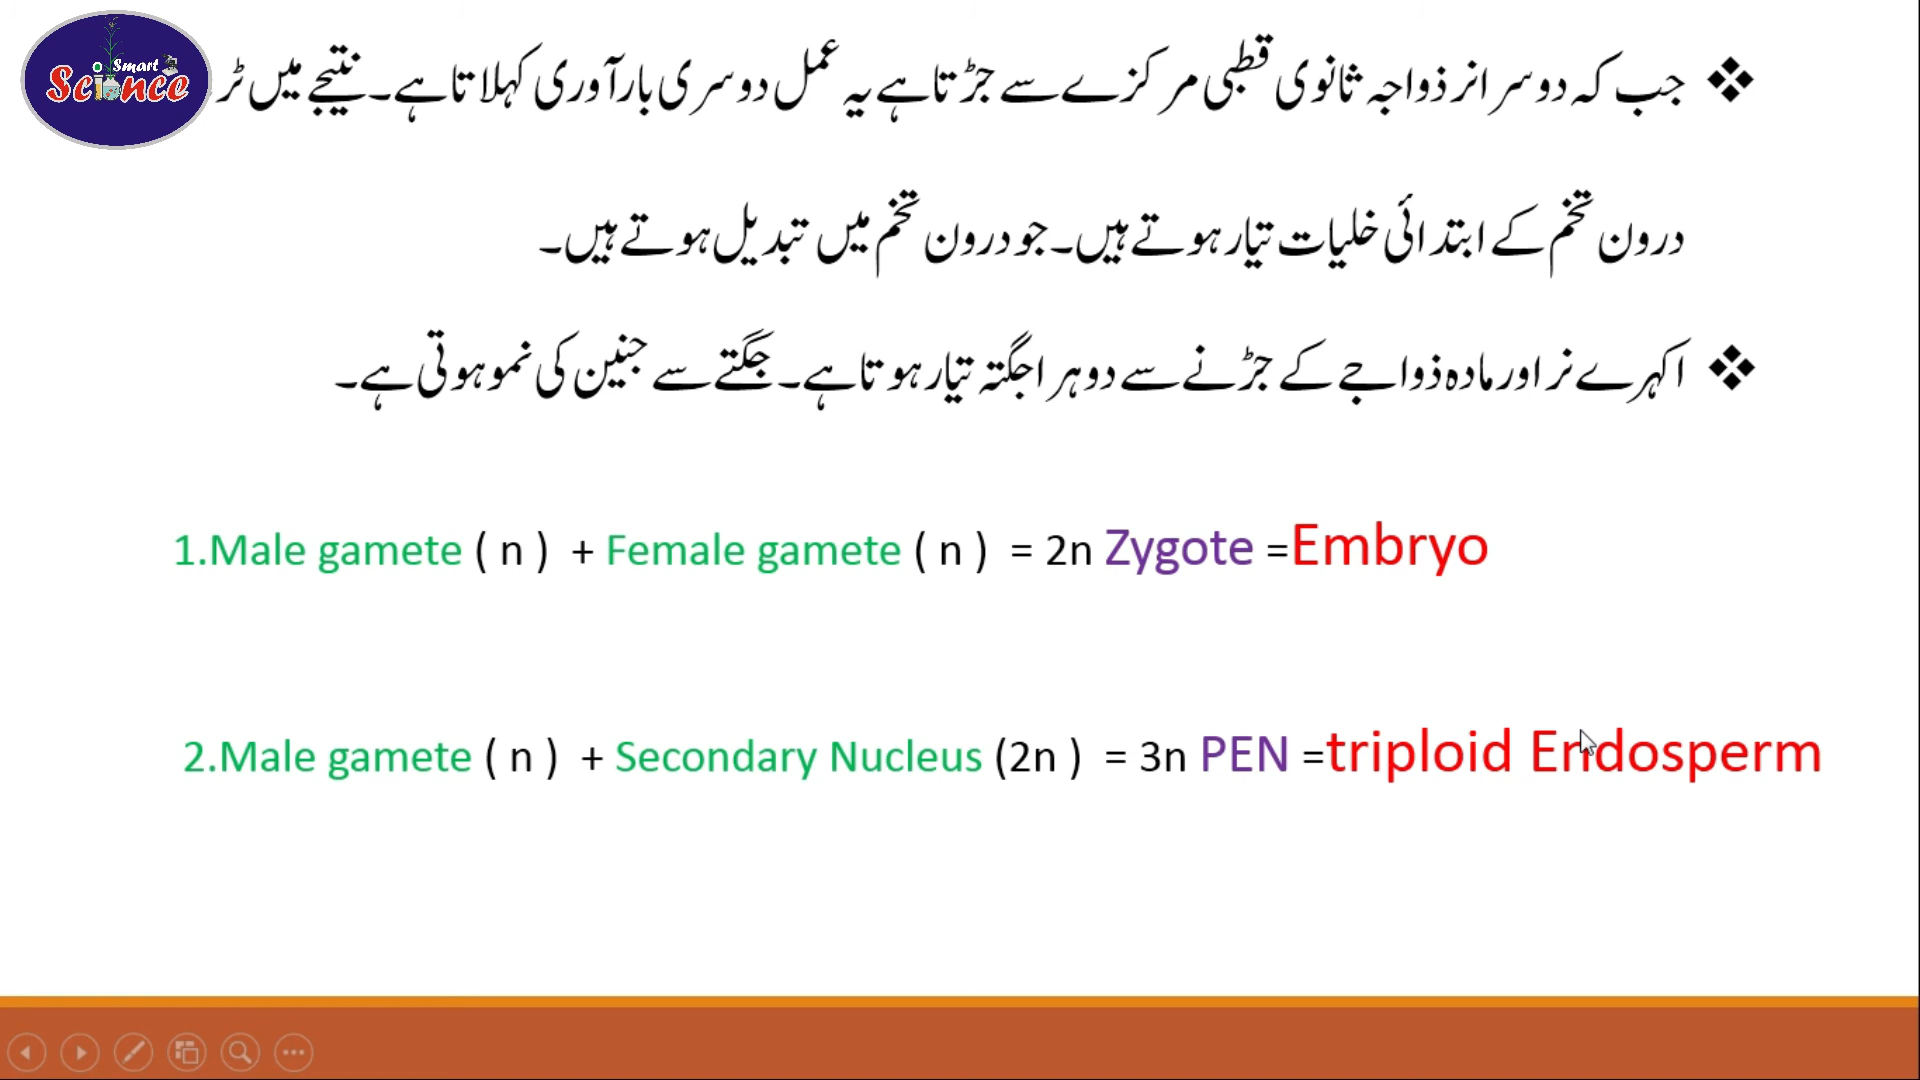 Smart
Science
جب کہ دوسرا نر ذواجہ ثانوی قطبی مرکزے سے جڑتا ہے یہ عمل دوسری بارآوری کہلاتا ہے۔ نتیجے میں
درون تخم کے ابتدائی خلیات تیار ہوتے ہیں۔ جو درون تخم میں تبدیل ہوتے ہیں۔
اکہرے نر اور مادہ ذواجے کے جڑنے سے دوہرا جگتہ تیار ہوتا ہے۔ جگتے سے جنین کی نمو ہوتی ہے۔
1.Male gamete ( n ) + Female gamete ( n ) = 2n Zygote =Embryo
2.Male gamete ( n ) + Secondary Nucleus (2n ) = 3n PEN =triploid Endosperm